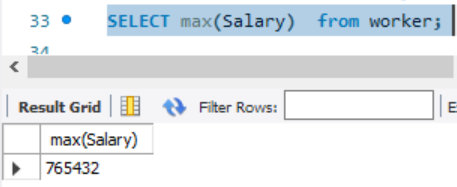 33 SELECT max(Salary) from worker;
34
Result Grid Filter Rows:
max(Salary)
765432